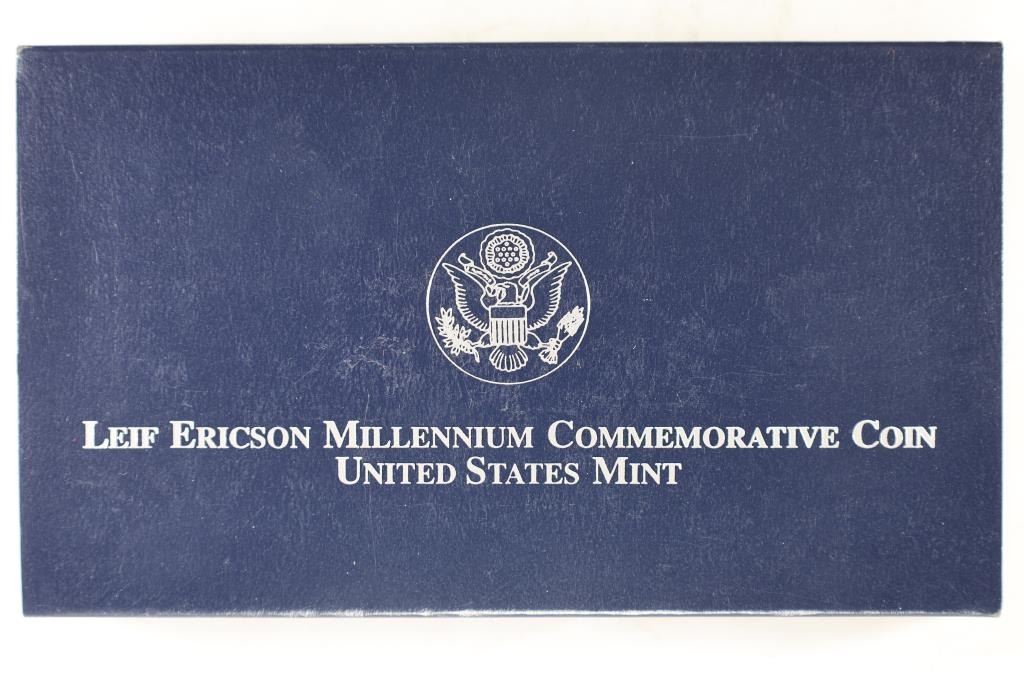 Leif Ericson Millennium Commemorative Coin
United States Mint